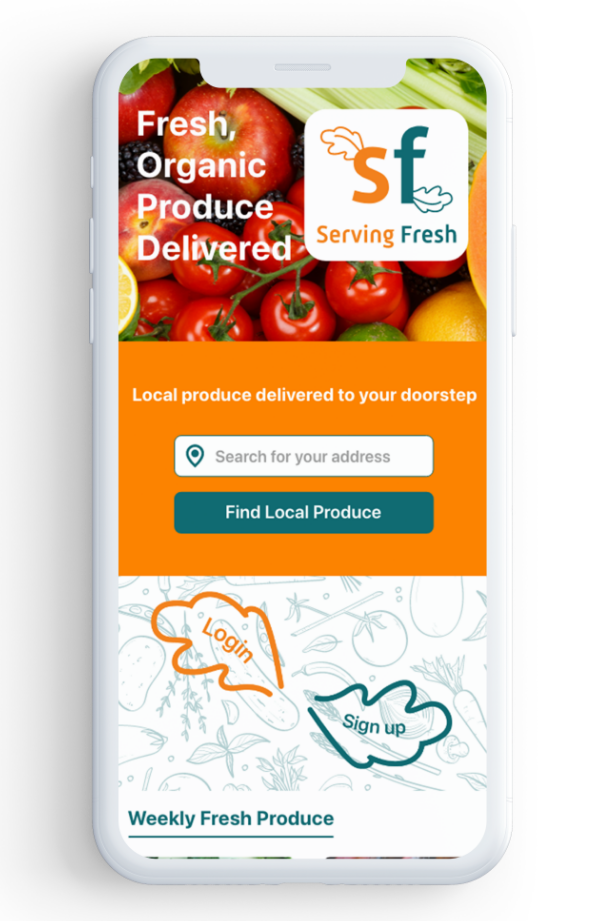 Fresh,
Organic
Produce
Delivered
sf
Serving Fresh
Local produce delivered to your doorstep
Search for your address
Find Local Produce
Login
Sign up
Weekly Fresh Produce